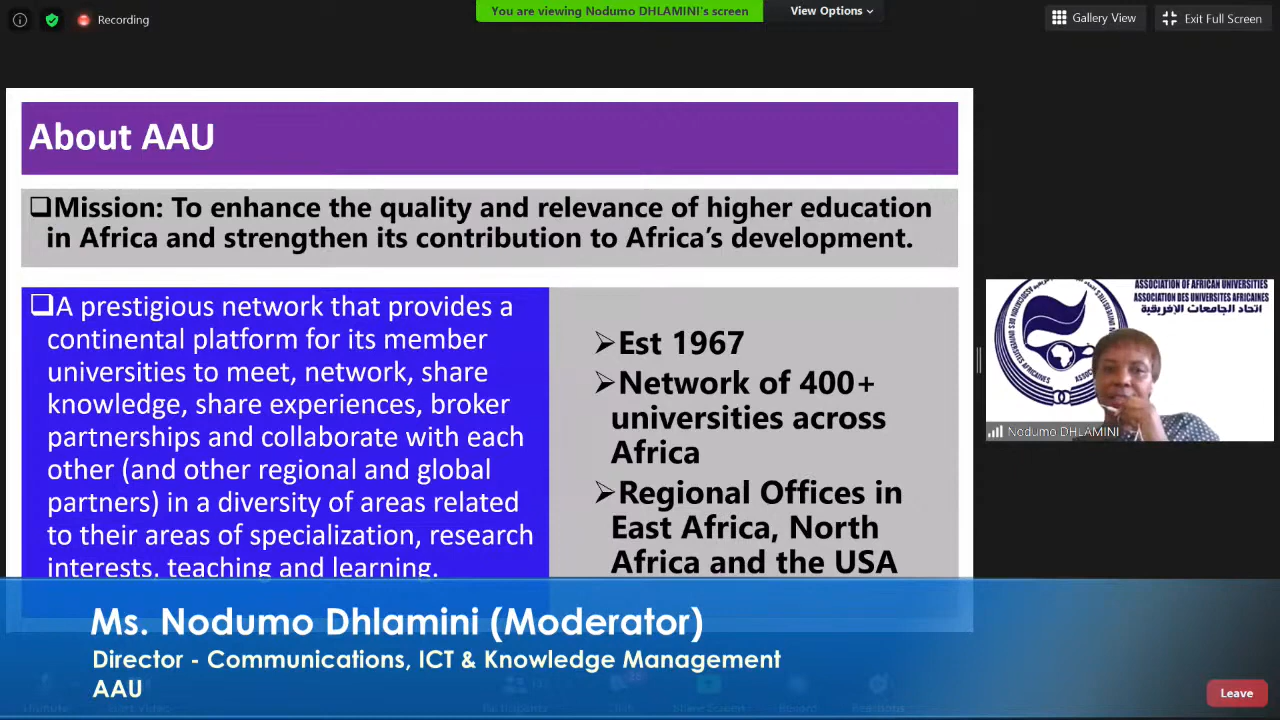 Recording
You are viewing Nodumo DHLAMINI's screen
View Options
Gallery View
Exit Full Screen
About AAU
Mission: To enhance the quality and relevance of higher education
in Africa and strengthen its contribution to Africa's development.
A prestigious network that provides a
continental platform for its member
universities to meet, network, share
knowledge, share experiences, broker
partnerships and collaborate with each
other (and other regional and global
partners) in a diversity of areas related
to their areas of specialization, research
interests, teaching and learning.
Est 1967
Network of 400+
universities across
Africa
Regional Offices in
East Africa, North
Africa and the USA
ASSOCIATION OF AFRICAN UNIVERSITIES
ASSOCIATION DES UNIVERSITES AFRICAINES
اتحاد الجامعات الإفريقية
Nodumo DHLAMINI
Ms. Nodumo Dhlamini (Moderator)
Director - Communications, ICT & Knowledge Management
AAU
Leave